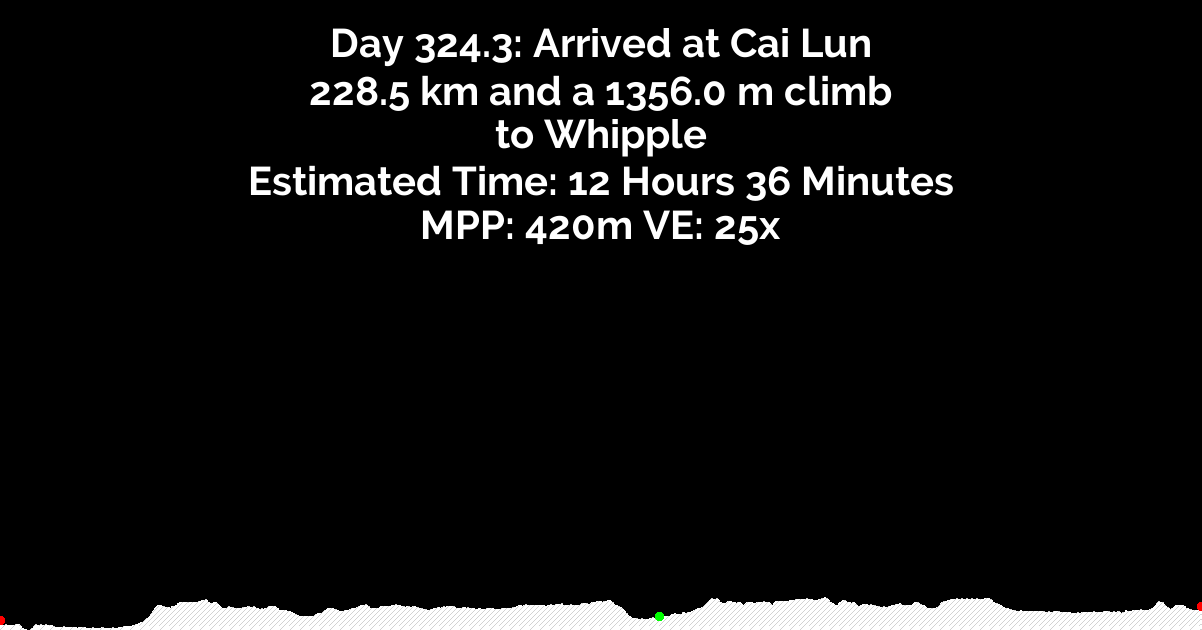 Day 324.3: Arrived at Cai Lun
228.5 km and a 1356.0 m climb
to Whipple
Estimated Time: 12 Hours 36 Minutes
MPP: 420m VE: 25x